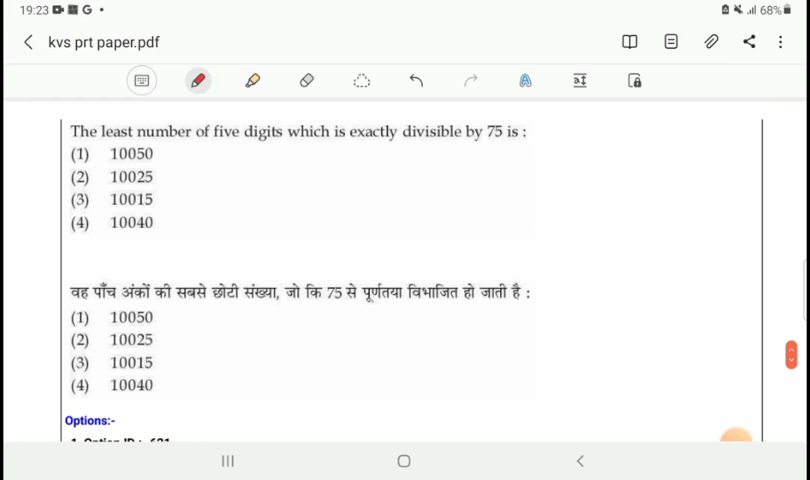 19:23 G
68%
kvs prt paper.pdf
The least number of five digits which is exactly divisible by 75 is :
(1) 10050
(2) 10025
(3) 10015
(4) 10040
वह पाँच अंकों की सबसे छोटी संख्या, जो कि 75 से पूर्णतया विभाजित हो जाती है :
(1) 10050
(2) 10025
(3) 10015
(4) 10040
Options:-